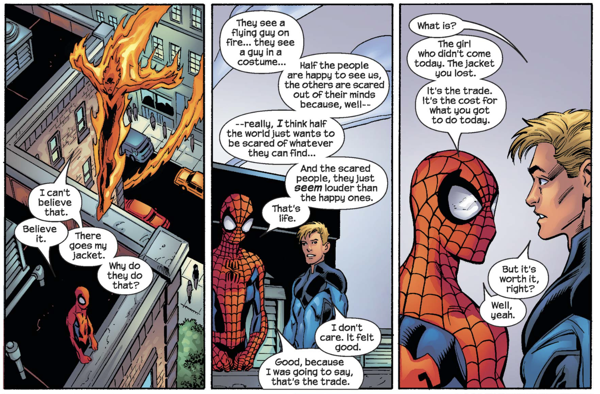 I can't
believe
that.
Believe
it.
There
goes my
jacket.
Why do
they do
that?
They see a
flying guy on
fire... they see
a guy in a
costume...
Half the people
are happy to see us,
the others are scared
out of their minds
because, well--
--really, I think half
the world just wants to
be scared of whatever
they can find...
And the scared
people, they just
seem louder than
the happy ones.
That's
life.
I don't
care. It felt
good.
Good, because
I was going to say,
that's the trade.
What is?
The girl
who didn't come
today. The jacket
you lost.
It's the trade.
It's the cost for
what you got
to do today.
But it's
worth it,
right?
Well,
yeah.